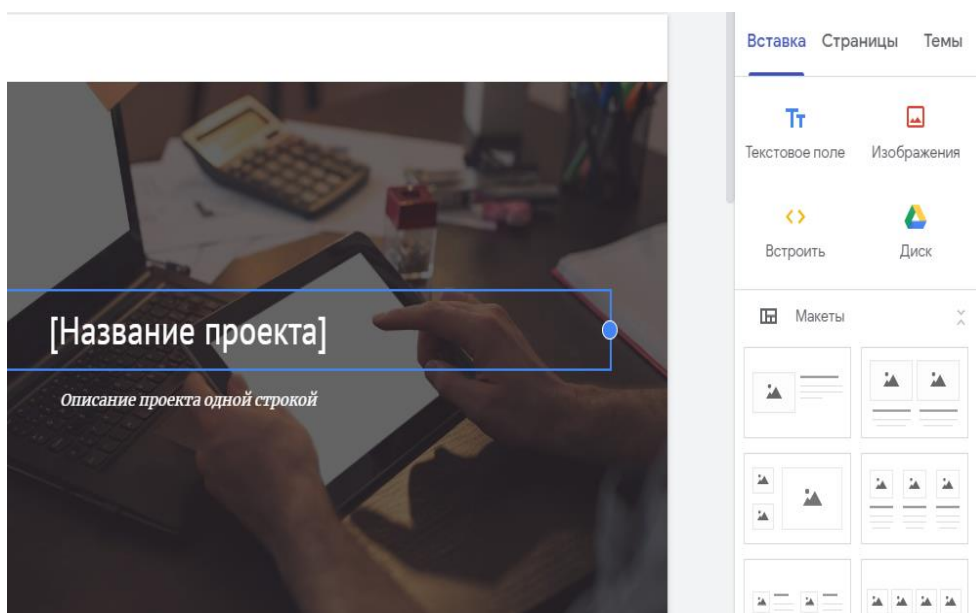 Вставка Страницы Темы
Текстовое поле Изображения
Встроить Диск
Макеты
[Название проекта]
Описание проекта одной строкой